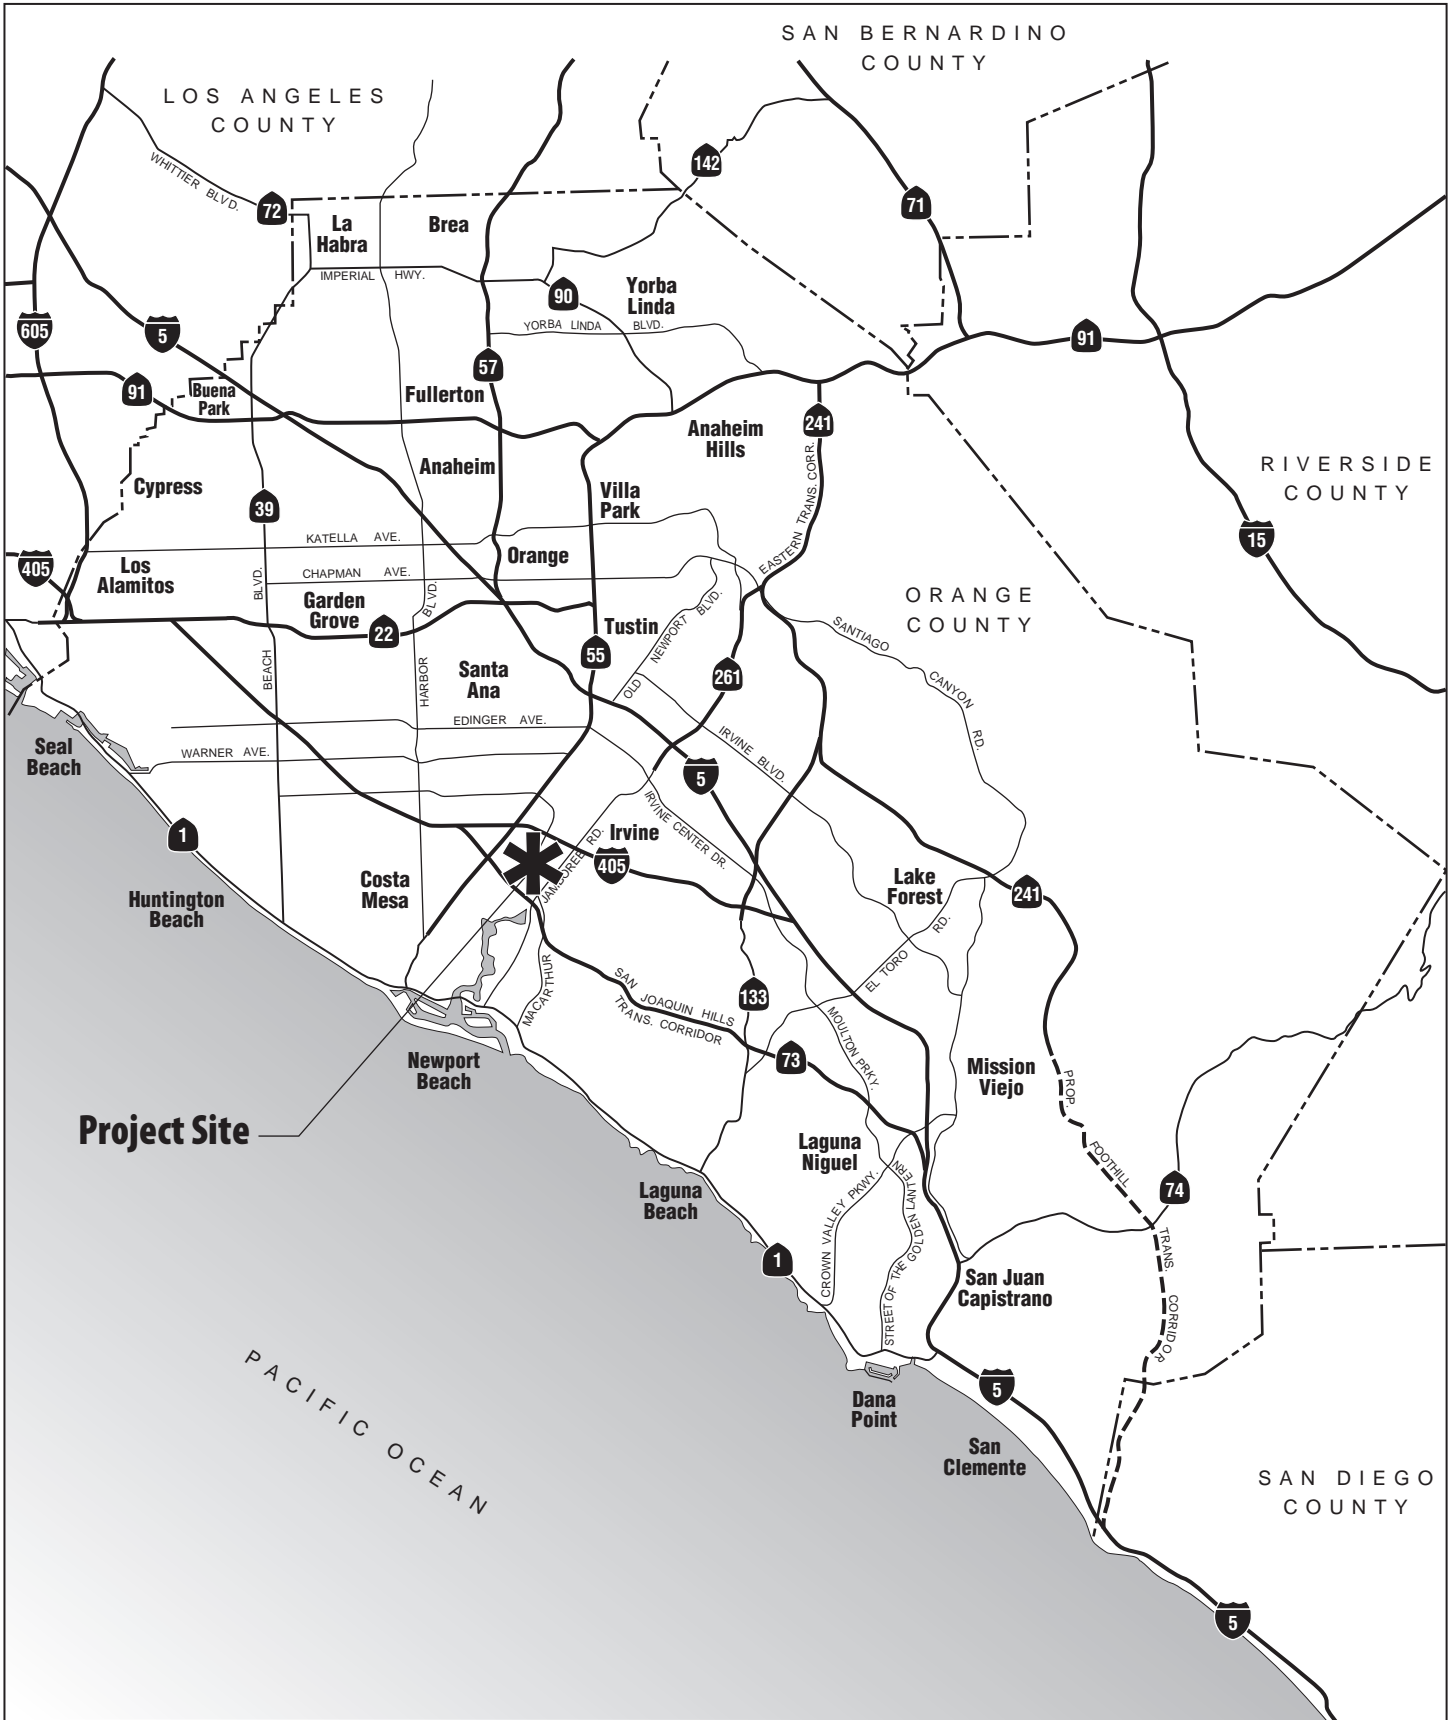 SAN BERNARDINO
COUNTY
LOS ANGELES
COUNTY
WHITTIER BLVD.
72
142
71
La
Habra
Brea
IMPERIAL HWY.
90
Yorba
Linda
YORBA LINDA BLVD.
605
5
91
57
91
Buena
Park
Fullerton
241
Anaheim
Hills
Anaheim
Cypress
39
Villa
Park
EASTERN TRANS. CORR.
RIVERSIDE
COUNTY
15
KATELLA AVE.
Orange
405
Los
Alamitos
BEACH BLVD.
CHAPMAN AVE.
HARBOR BLVD.
Garden
Grove
22
ORANGE
COUNTY
Tustin
55
OLD NEWPORT BLVD.
261
SANTIAGO CANYON RD.
Santa
Ana
EDINGER AVE.
WARNER AVE.
IRVINE BLVD.
5
Seal
Beach
1
IRVINE CENTER DR.
Irvine
JAMBOREE RD.
405
Costa
Mesa
Huntington
Beach
Lake
Forest
241
EL TORO RD.
MACARTHUR
SAN JOAQUIN HILLS
TRANS. CORRIDOR
133
MOULTON PRKY.
73
Newport
Beach
Mission
Viejo
PROP. FOOTHILL TRANS. CORRIDOR
Project Site
Laguna
Niguel
74
Laguna
Beach
CROWN VALLEY PKWY.
STREET OF THE GOLDEN LANTERN
1
San Juan
Capistrano
PACIFIC OCEAN
5
Dana
Point
San
Clemente
SAN DIEGO
COUNTY
5